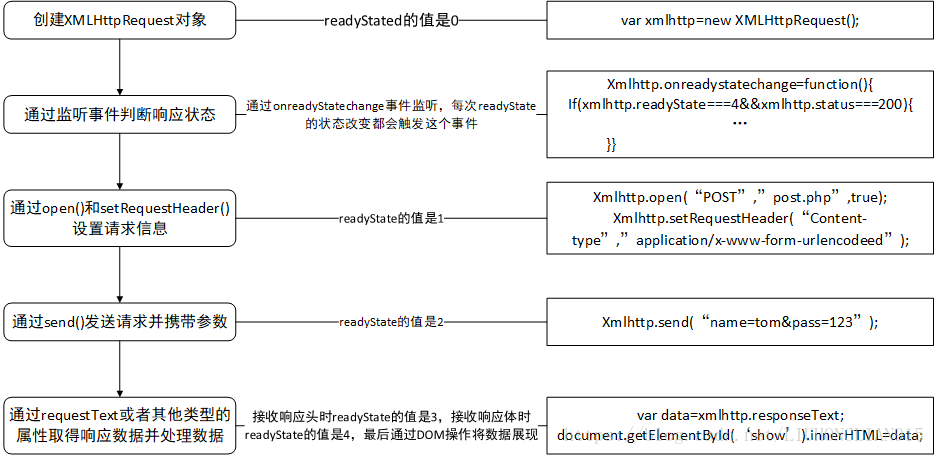 创建XMLHttpRequest对象
readyStated的值是0
var xmlhttp=new XMLHttpRequest();
通过监听事件判断响应状态
通过onreadyStatechange事件监听，每次readyState
的状态改变都会触发这个事件
Xmlhttp.onreadystatechange=function(){
If(xmlhttp.readyState===4&&xmlhttp.status===200){
…
}}
通过open()和setRequestHeader()
设置请求信息
readyState的值是1
Xmlhttp.open(“POST”,”post.php”,true);
Xmlhttp.setRequestHeader(“Content-
type”,”application/x-www-form-urlencodeed”);
通过send()发送请求并携带参数
readyState的值是2
Xmlhttp.send(“name=tom&pass=123”);
通过requestText或者其他类型的
属性取得响应数据并处理数据
接收响应头时readyState的值是3，接收响应体时
readyState的值是4，最后通过DOM操作将数据展现
var data=xmlhttp.responseText;
document.getElementById(‘show’).innerHTML=data;